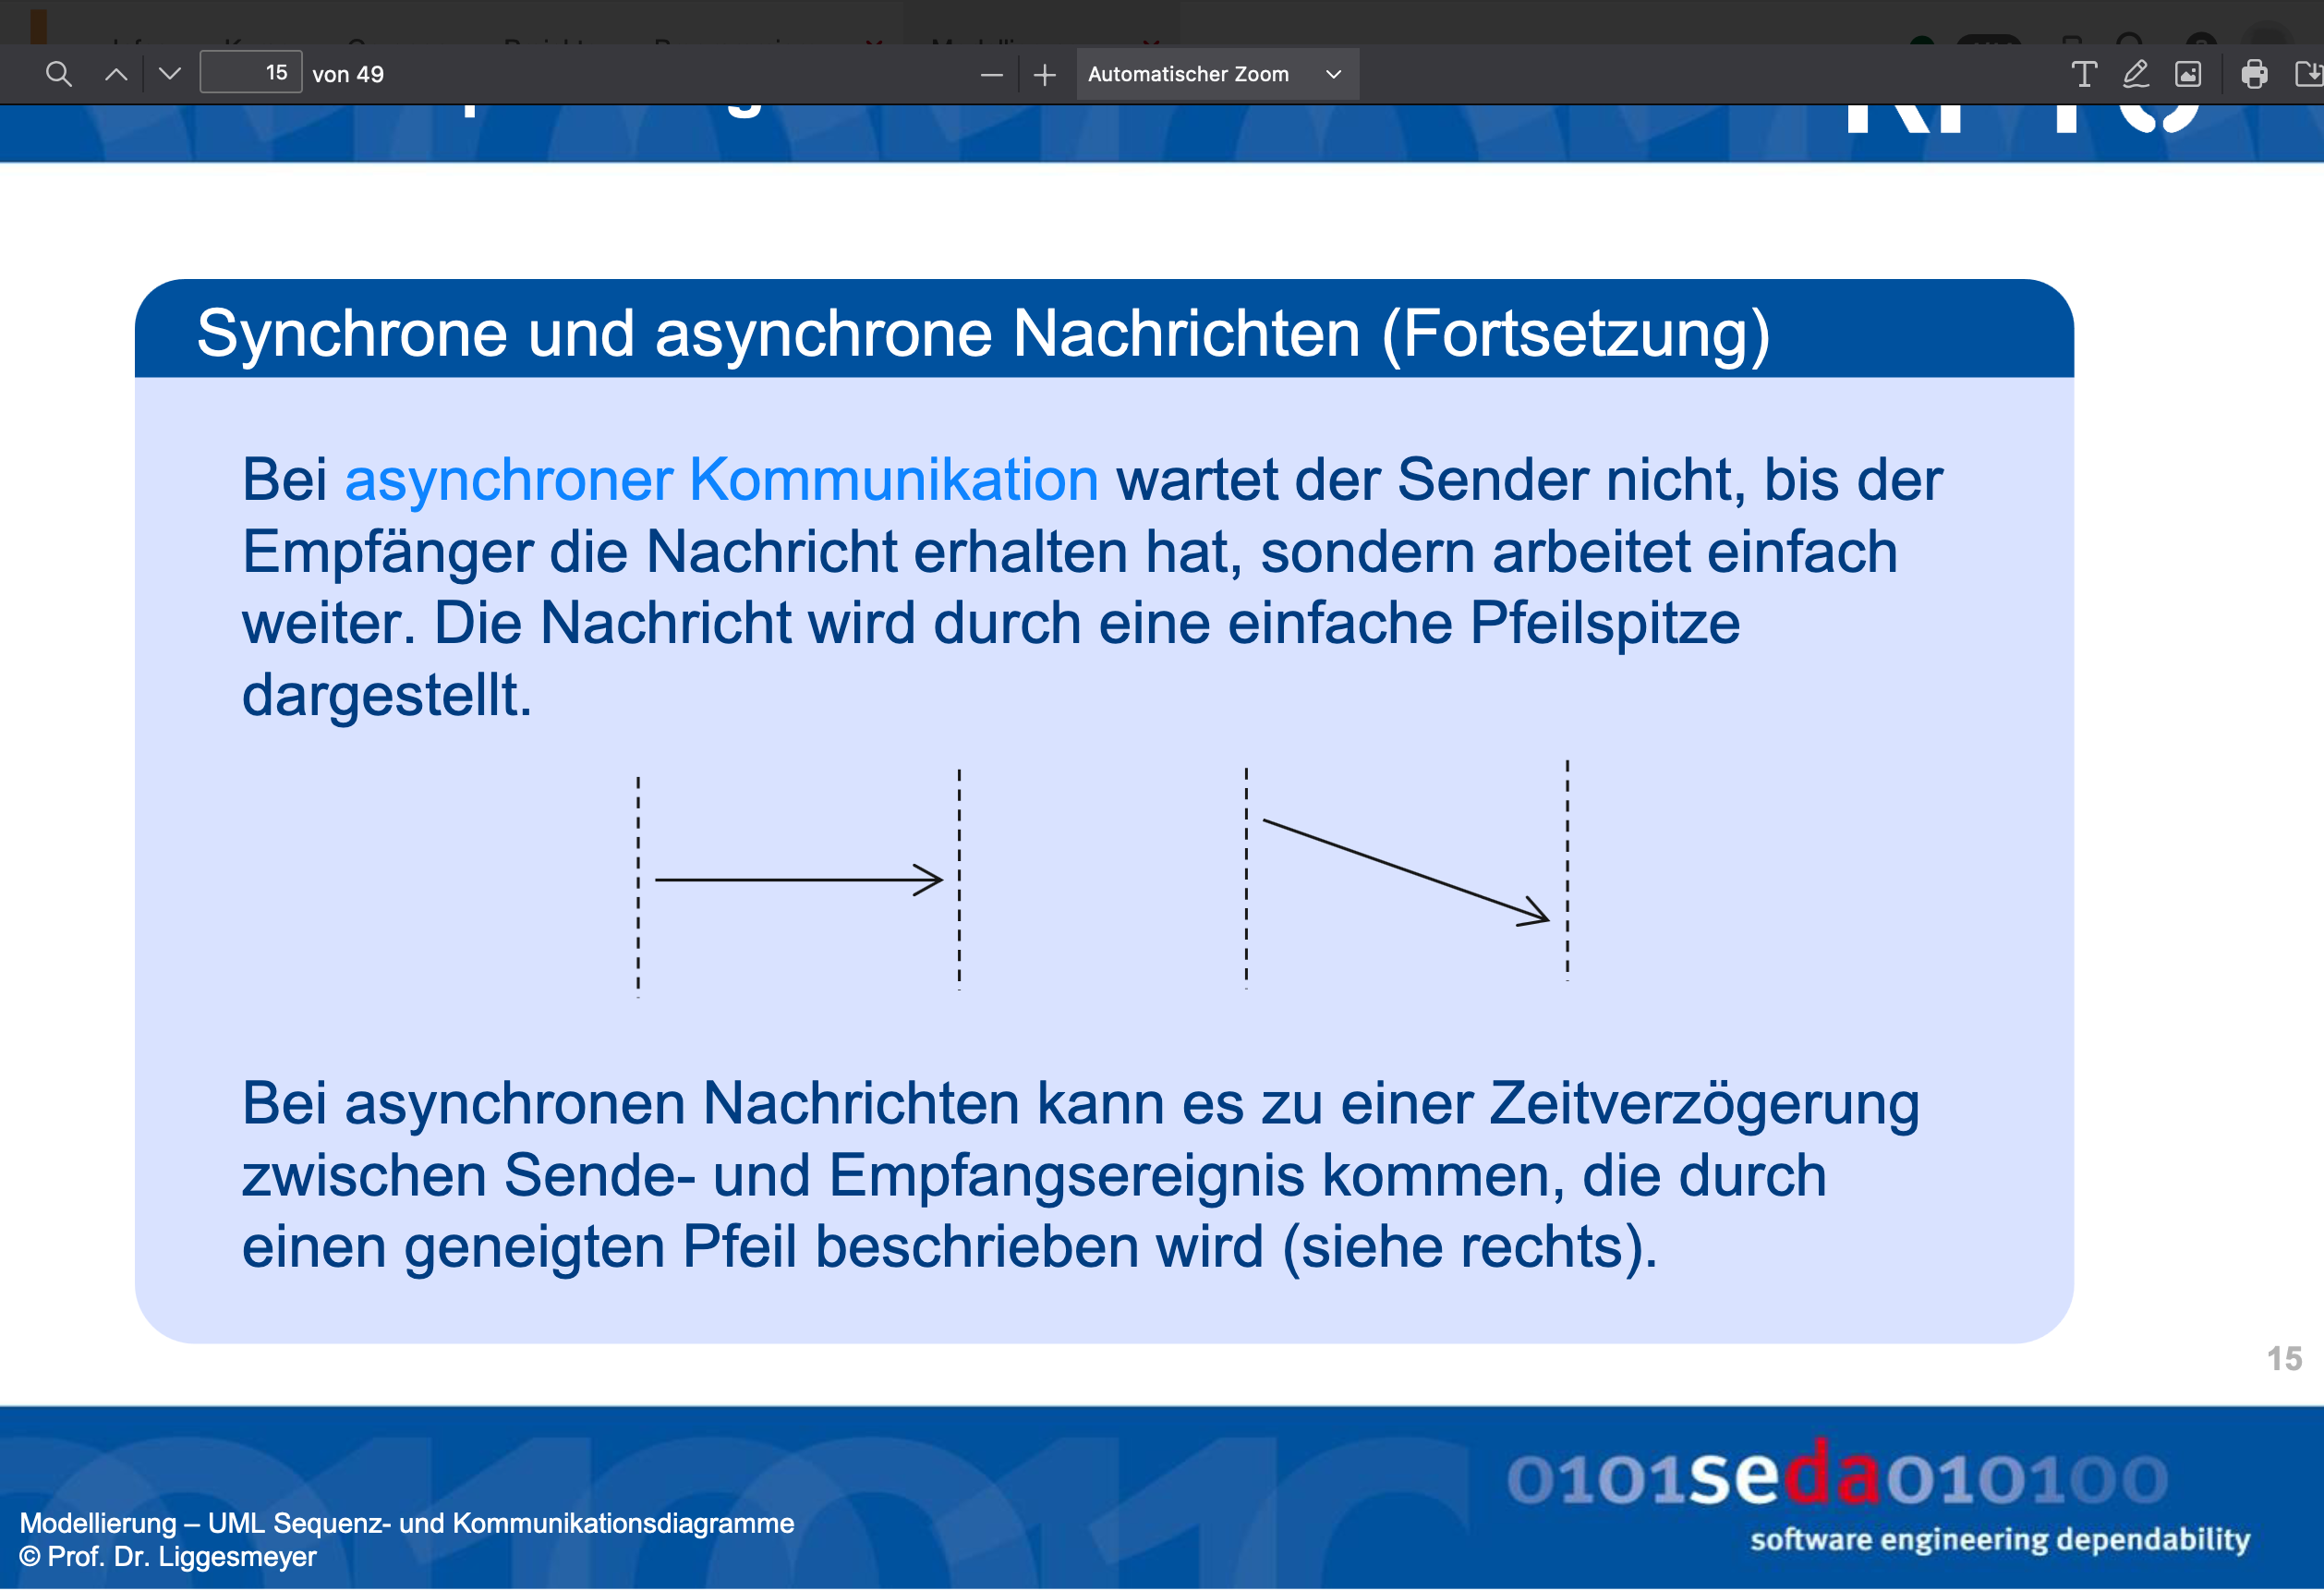 15 von 49
Automatischer Zoom
Synchrone und asynchrone Nachrichten (Fortsetzung)
Bei asynchroner Kommunikation wartet der Sender nicht, bis der
Empfänger die Nachricht erhalten hat, sondern arbeitet einfach
weiter. Die Nachricht wird durch eine einfache Pfeilspitze
dargestellt.
Bei asynchronen Nachrichten kann es zu einer Zeitverzögerung
zwischen Sende- und Empfangsereignis kommen, die durch
einen geneigten Pfeil beschrieben wird (siehe rechts).
15
0101seda010100
software engineering dependability
Modellierung – UML Sequenz- und Kommunikationsdiagramme
© Prof. Dr. Liggesmeyer